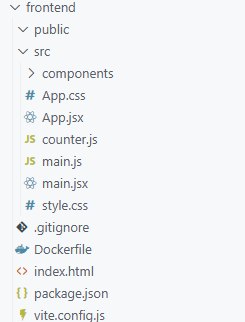 frontend
public
src
components
# App.css
App.jsx
JS counter.js
JS main.js
main.jsx
# style.css
.gitignore
Dockerfile
<> index.html
{} package.json
vite.config.js